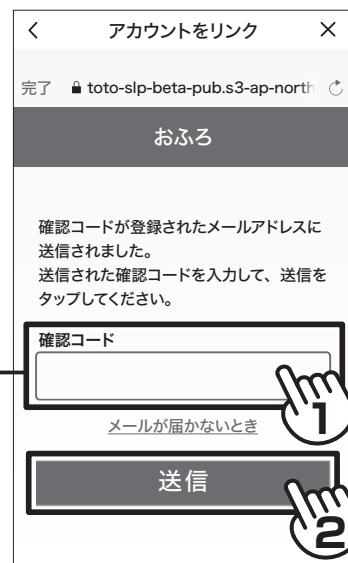 アカウントをリンク
完了 toto-slp-beta-pub.s3-ap-north
おふろ
確認コードが登録されたメールアドレスに
送信されました。
送信された確認コードを入力して、送信を
タップしてください。
確認コード
1
メールが届かないとき
送信
2